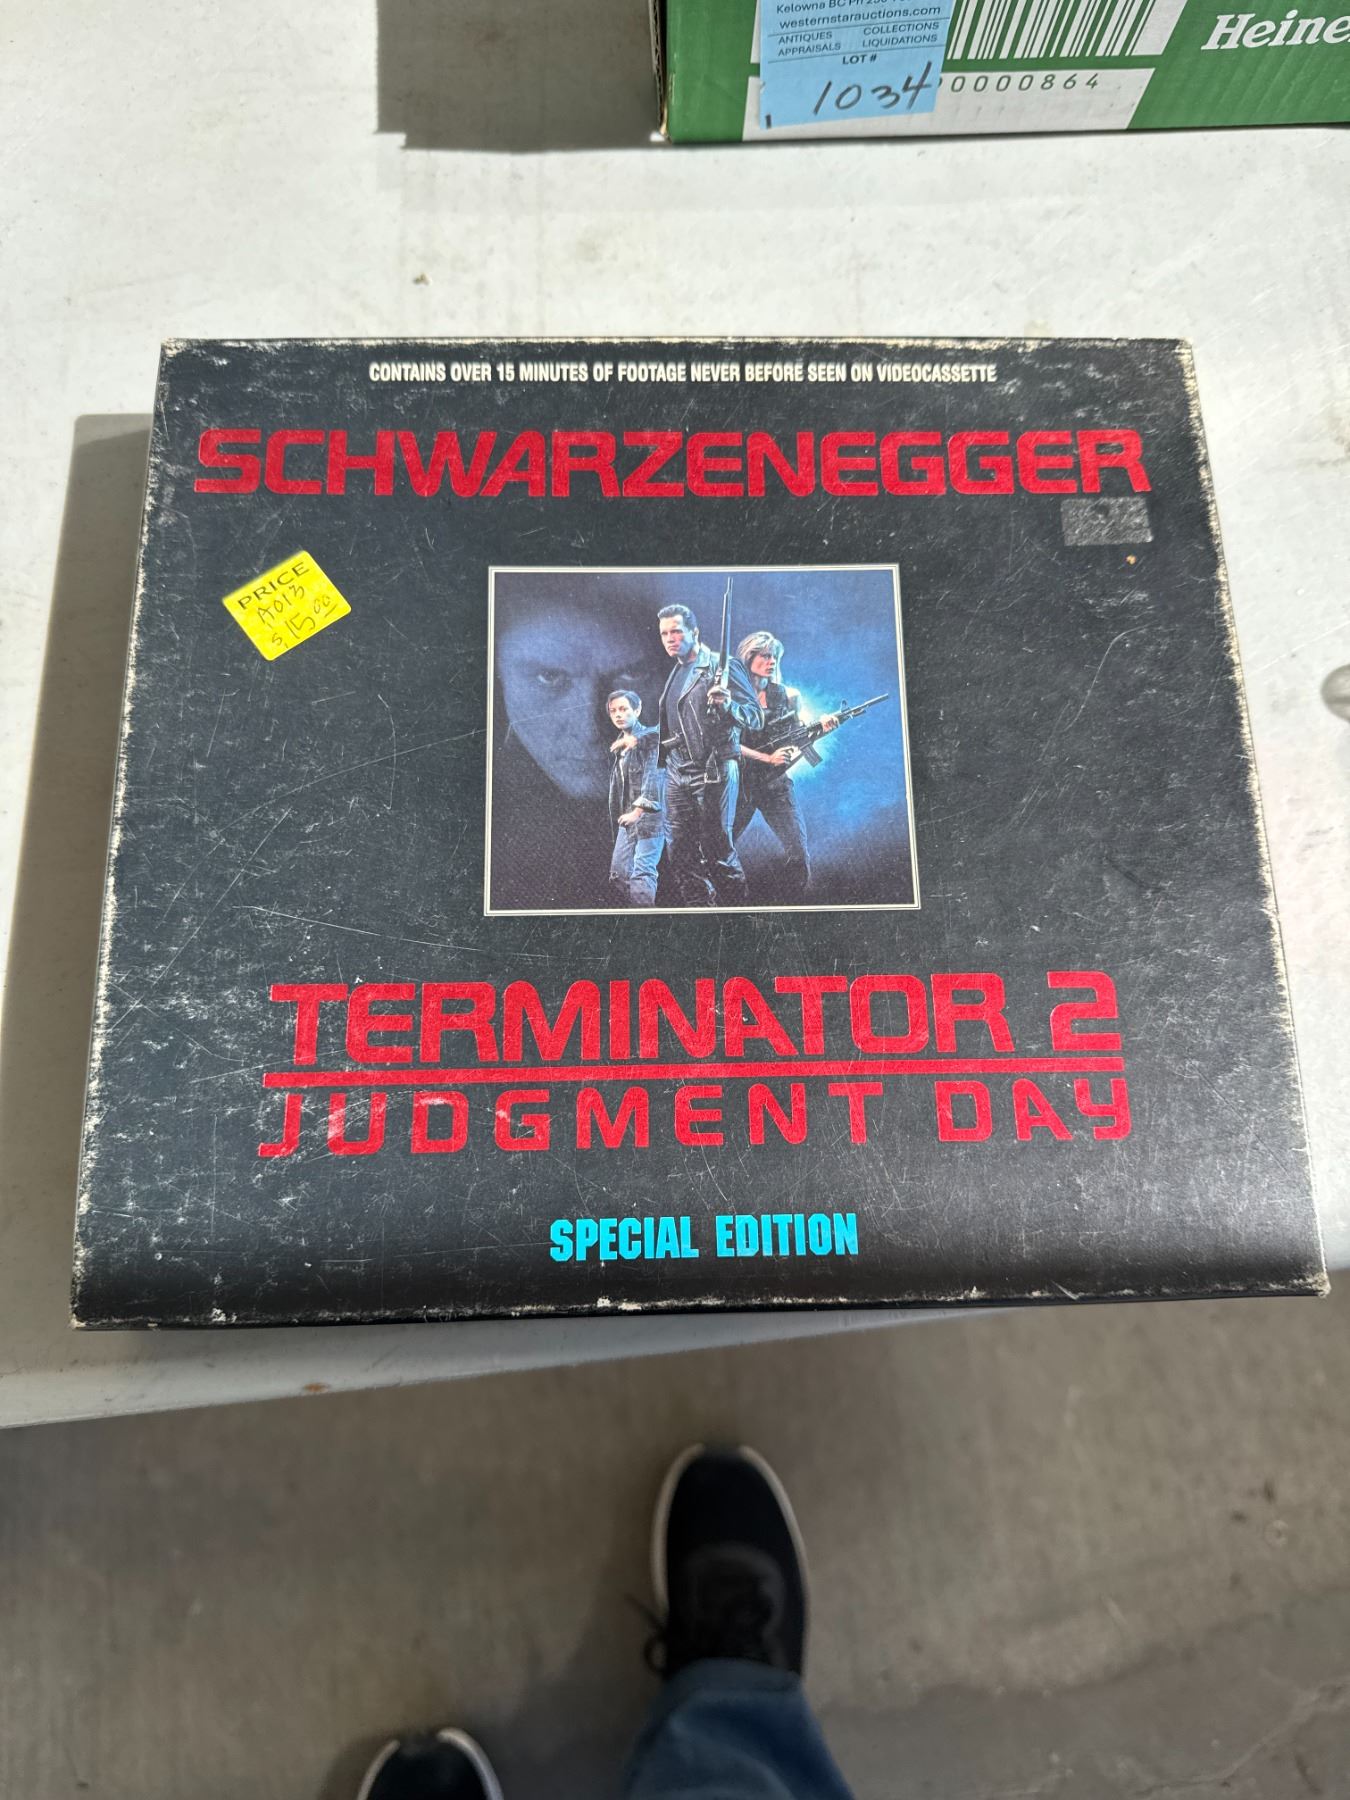 Kelowna BC Ph
westernstarauctions.com
ANTIQUES COLLECTIONS
APPRAISALS LIQUIDATIONS
LOT #
1034
0000864
CONTAINS OVER 15 MINUTES OF FOOTAGE NEVER BEFORE SEEN ON VIDEOCASSETTE
SCHWARZENEGGER
PRICE
A013
$15.00
TERMINATOR 2
JUDGMENT DAY
SPECIAL EDITION